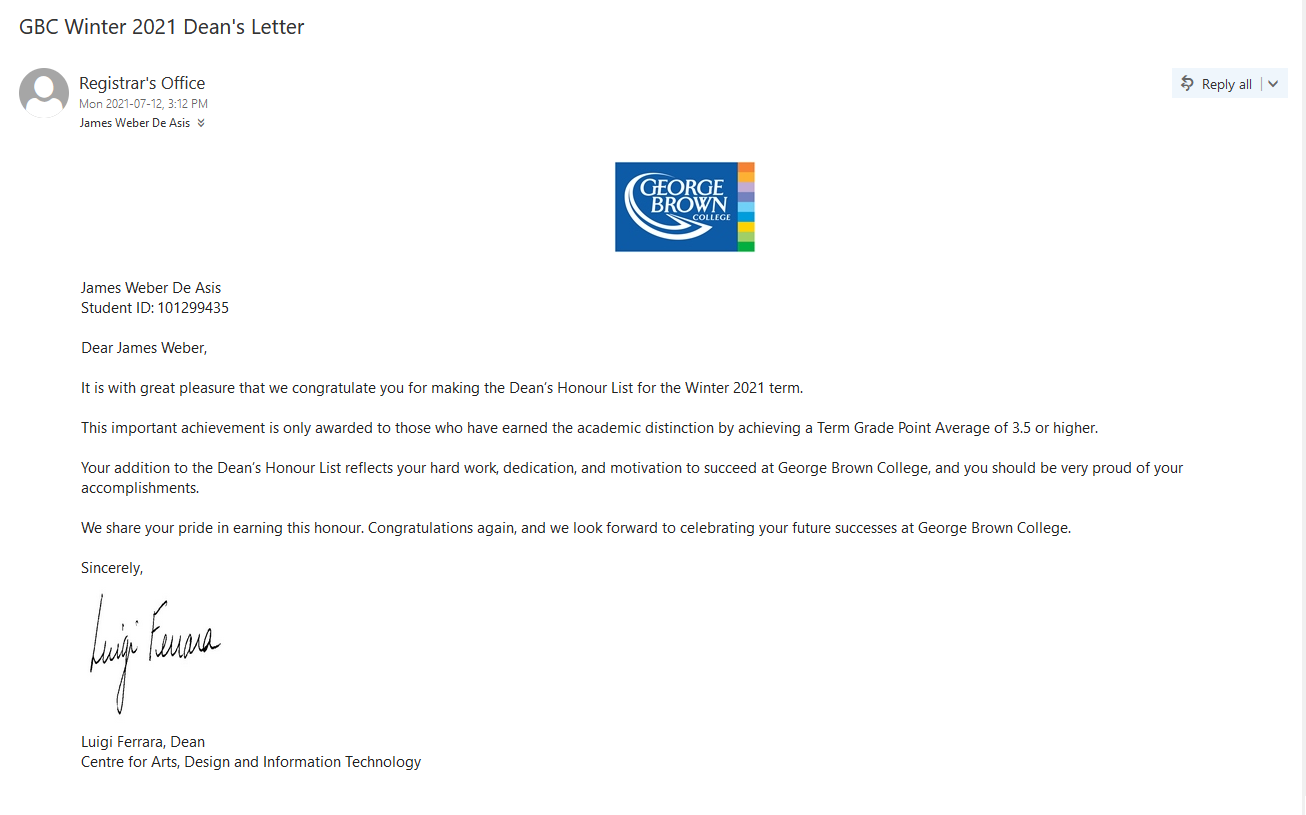 GBC Winter 2021 Dean's Letter
Registrar's Office
Mon 2021-07-12, 3:12 PM
James Weber De Asis
Reply all
GEORGE
BROWN
COLLEGE
James Weber De Asis
Student ID: 101299435
Dear James Weber,
It is with great pleasure that we congratulate you for making the Dean’s Honour List for the Winter 2021 term.
This important achievement is only awarded to those who have earned the academic distinction by achieving a Term Grade Point Average of 3.5 or higher.
Your addition to the Dean’s Honour List reflects your hard work, dedication, and motivation to succeed at George Brown College, and you should be very proud of your
accomplishments.
We share your pride in earning this honour. Congratulations again, and we look forward to celebrating your future successes at George Brown College.
Sincerely,
Luigi Ferrara
Luigi Ferrara, Dean
Centre for Arts, Design and Information Technology